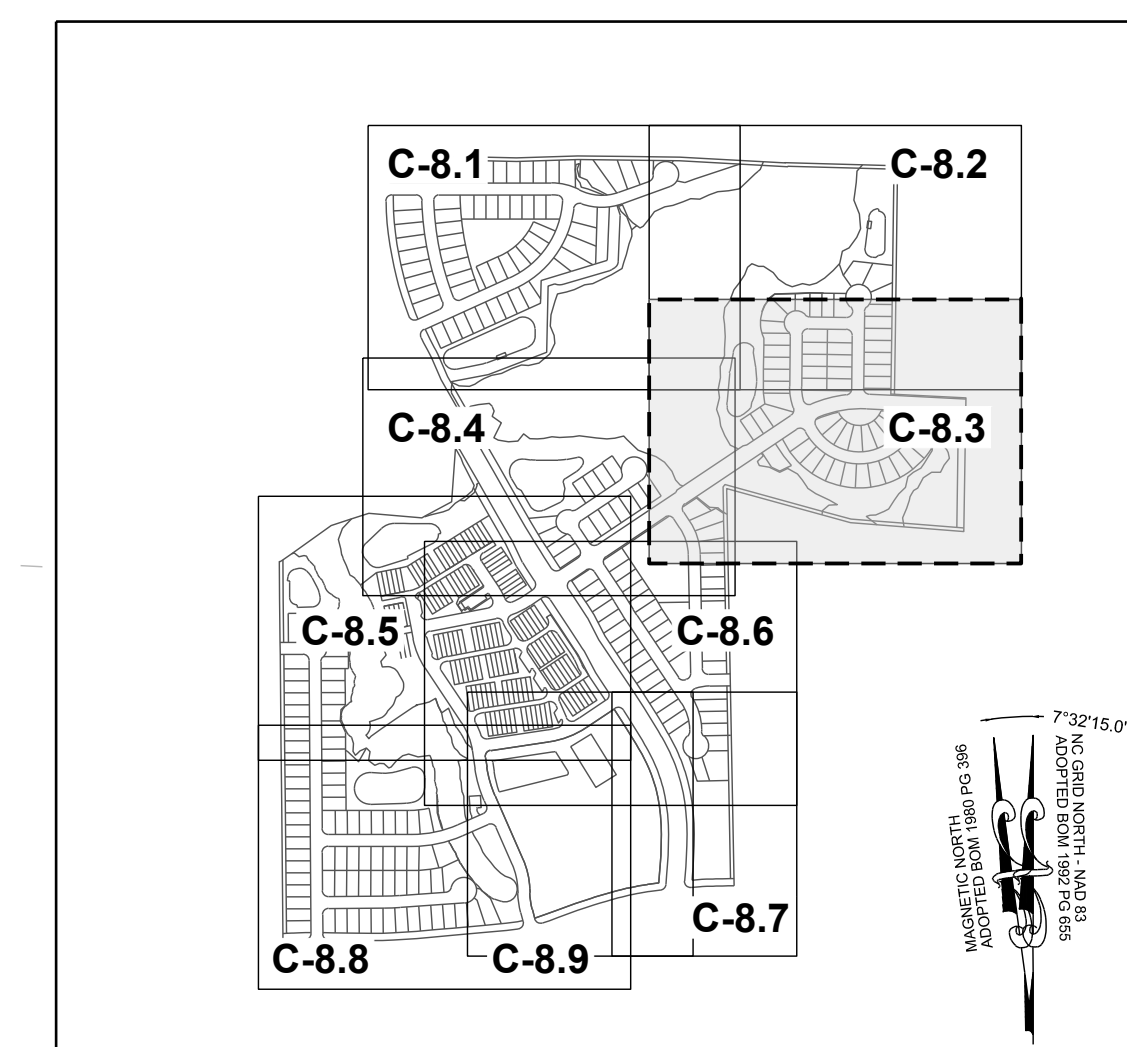 C-8.1
C-8.2
C-8.4
C-8.3
C-8.5
C-8.6
C-8.7
C-8.8
C-8.9
7°32'15.0"
MAGNETIC NORTH
ADOPTED BOM 1980 PG 396
NC GRID NORTH - NAD 83
ADOPTED BOM 1992 PG 655